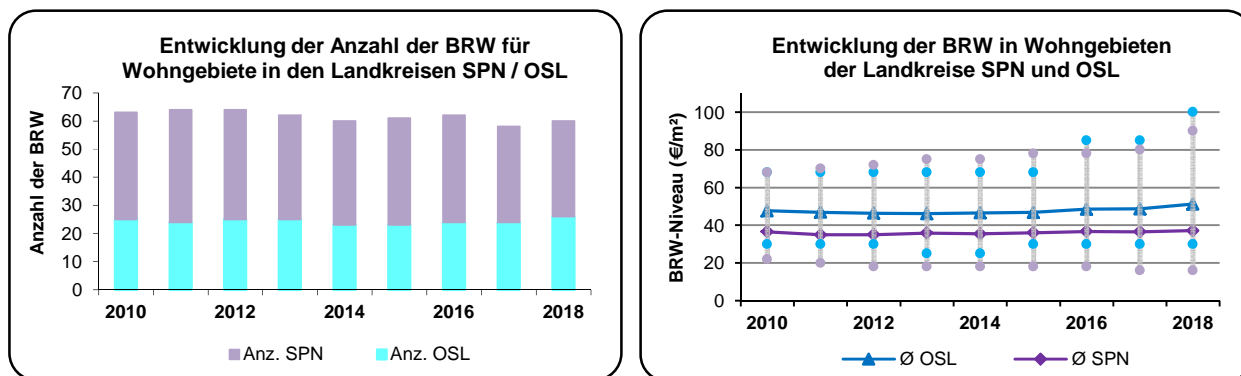 Entwicklung der Anzahl der BRW für
Wohngebiete in den Landkreisen SPN / OSL
Anzahl der BRW
70
60
50
40
30
20
10
0
2010
2012
2014
2016
2018
Anz. SPN
Anz. OSL
Entwicklung der BRW in Wohngebieten
der Landkreise SPN und OSL
BRW-Niveau (€/m²)
100
80
60
40
20
0
2010
2012
2014
2016
2018
Ø OSL
Ø SPN